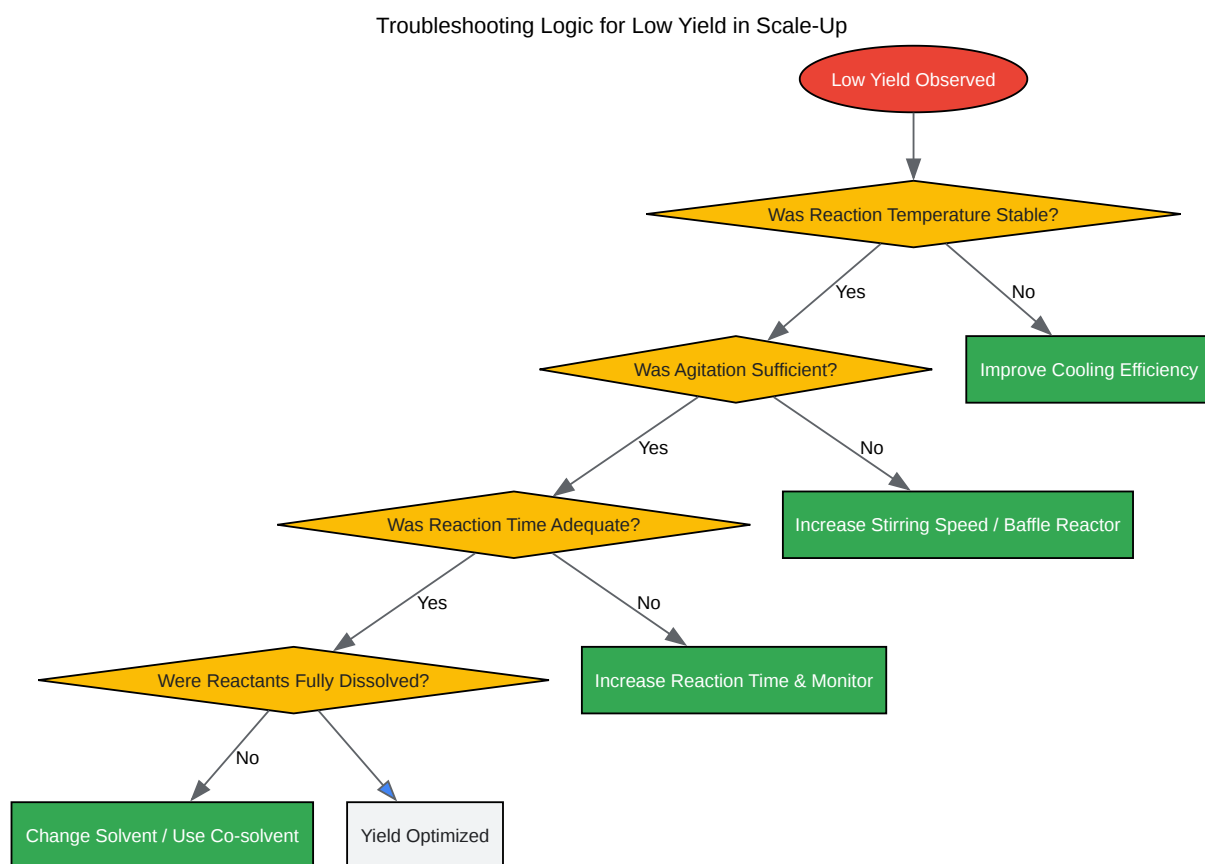 Troubleshooting Logic for Low Yield in Scale-Up
Low Yield Observed
Was Reaction Temperature Stable?
Yes
No
Was Agitation Sufficient?
Improve Cooling Efficiency
Yes
No
Was Reaction Time Adequate?
Increase Stirring Speed / Baffle Reactor
Yes
No
Were Reactants Fully Dissolved?
Increase Reaction Time & Monitor
No
Change Solvent / Use Co-solvent
Yield Optimized